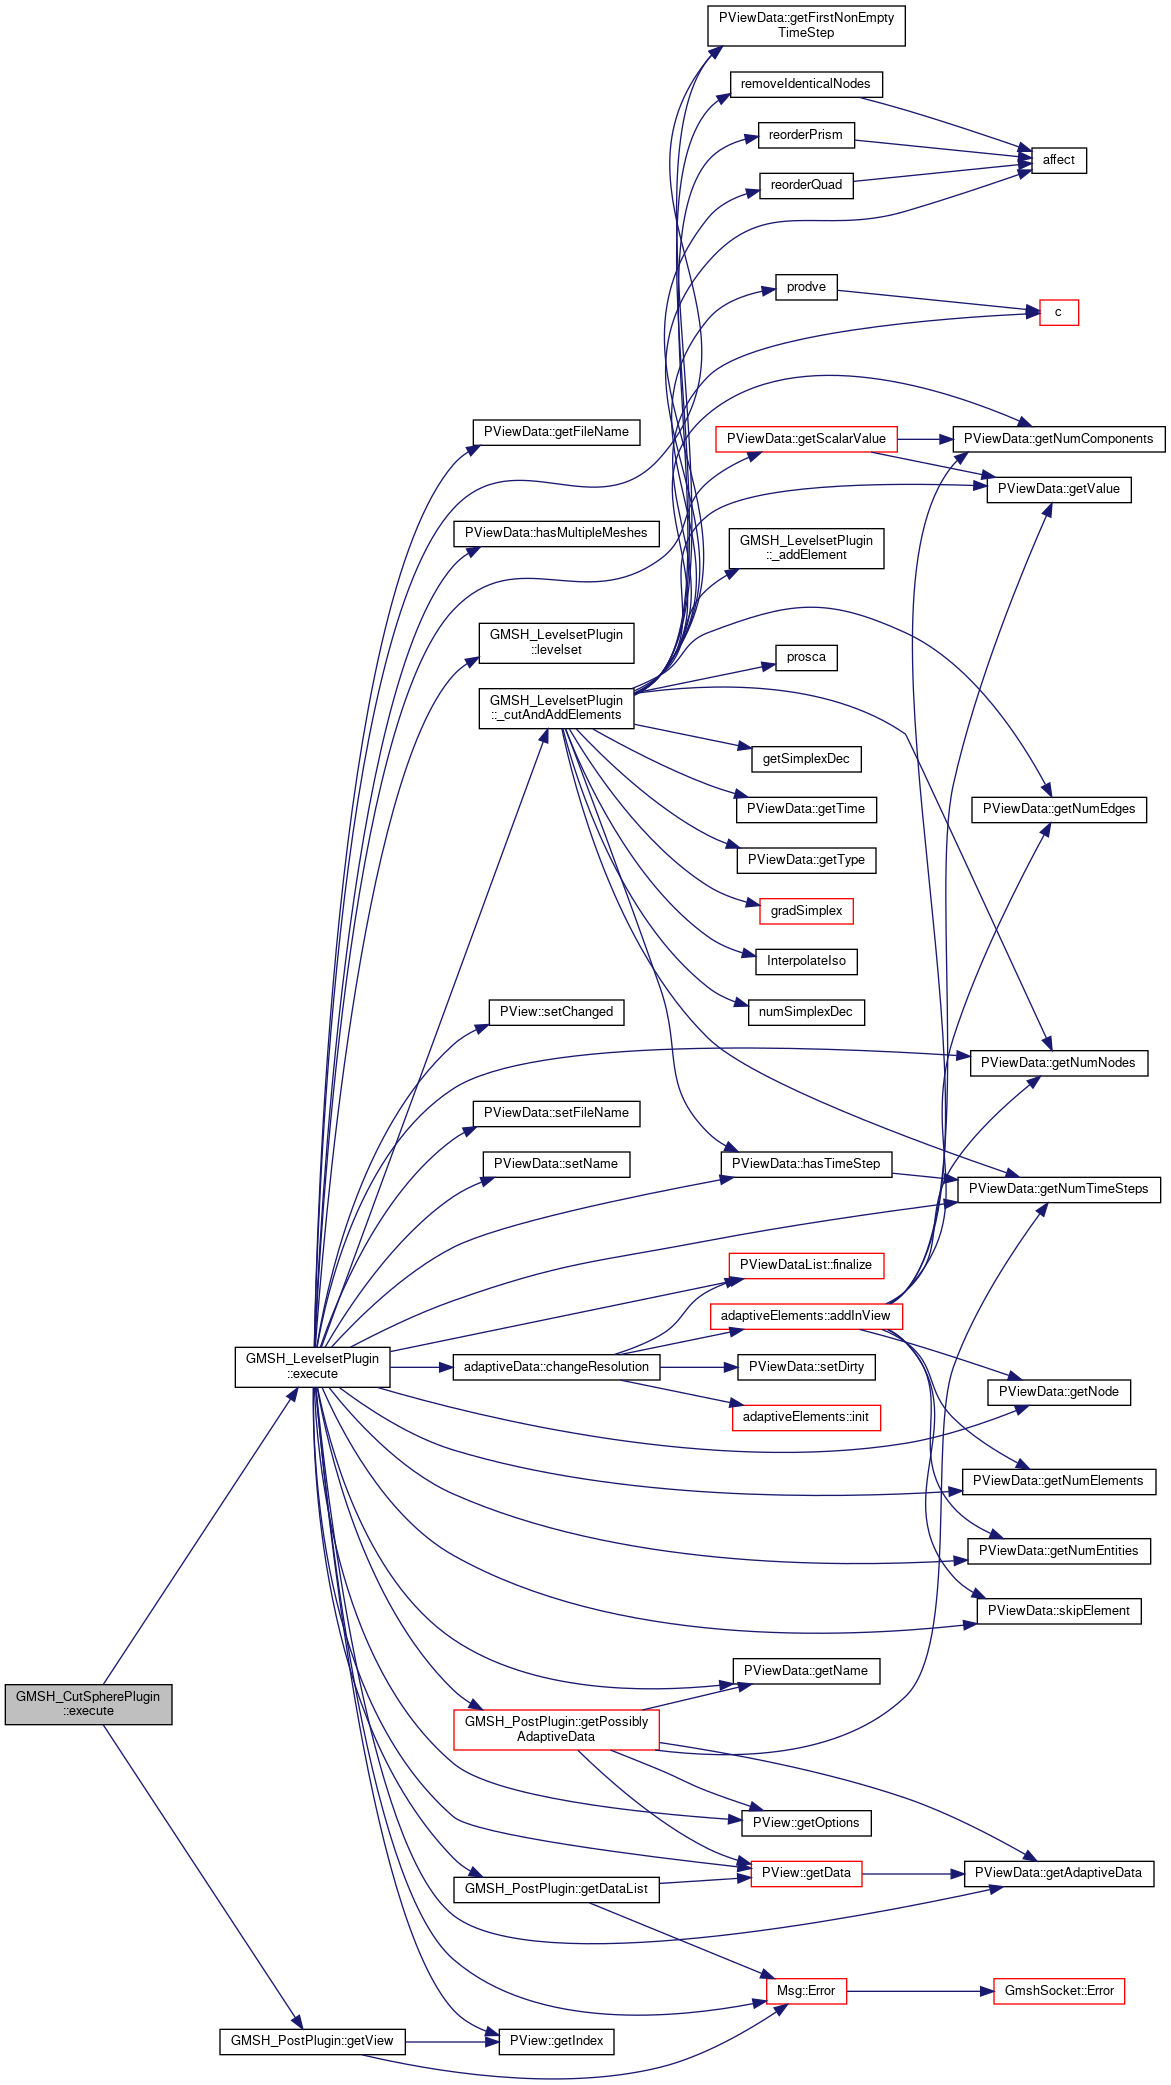 PViewData::getFirstNonEmpty
TimeStep
removeIdenticalNodes
reorderPrism
affect
reorderQuad
prodve
c
PViewData::getFileName
PViewData::getScalarValue
PViewData::getNumComponents
PViewData::getValue
PViewData::hasMultipleMeshes
GMSH_LevelsetPlugin
::_addElement
GMSH_LevelsetPlugin
::levelset
prosca
GMSH_LevelsetPlugin
::_cutAndAddElements
getSimplexDec
PViewData::getTime
PViewData::getNumEdges
PViewData::getType
gradSimplex
InterpolateIso
PView::setChanged
numSimplexDec
PViewData::getNumNodes
PViewData::setFileName
PViewData::setName
PViewData::hasTimeStep
PViewData::getNumTimeSteps
PViewDataList::finalize
adaptiveElements::addInView
GMSH_LevelsetPlugin
::execute
adaptiveData::changeResolution
PViewData::setDirty
PViewData::getNode
adaptiveElements::init
PViewData::getNumElements
PViewData::getNumEntities
PViewData::skipElement
PViewData::getName
GMSH_CutSpherePlugin
::execute
GMSH_PostPlugin::getPossibly
AdaptiveData
PView::getOptions
PView::getData
PViewData::getAdaptiveData
GMSH_PostPlugin::getDataList
Msg::Error
GmshSocket::Error
GMSH_PostPlugin::getView
PView::getIndex